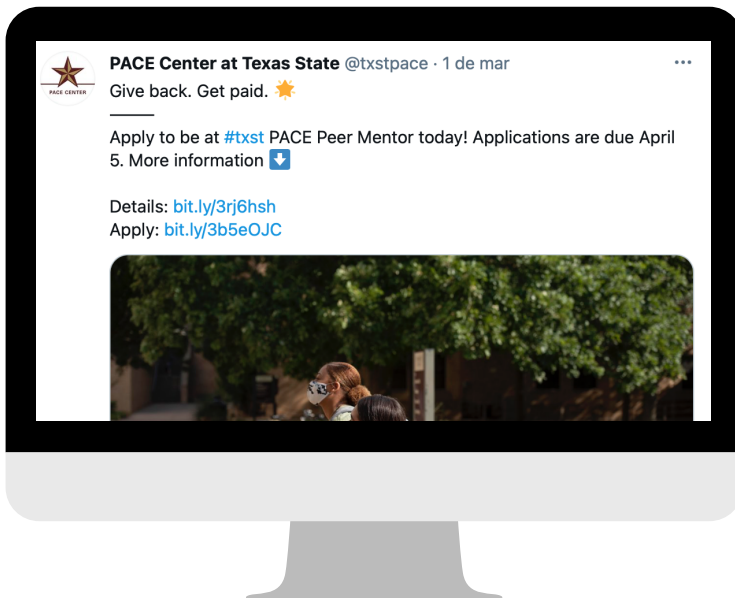 PACE Center at Texas State @txstpace · 1 de mar
PACE CENTER
Give back. Get paid. 🌟
Apply to be at #txst PACE Peer Mentor today! Applications are due April
5. More information ⬇️
Details: bit.ly/3rj6hsh
Apply: bit.ly/3b5eOJC